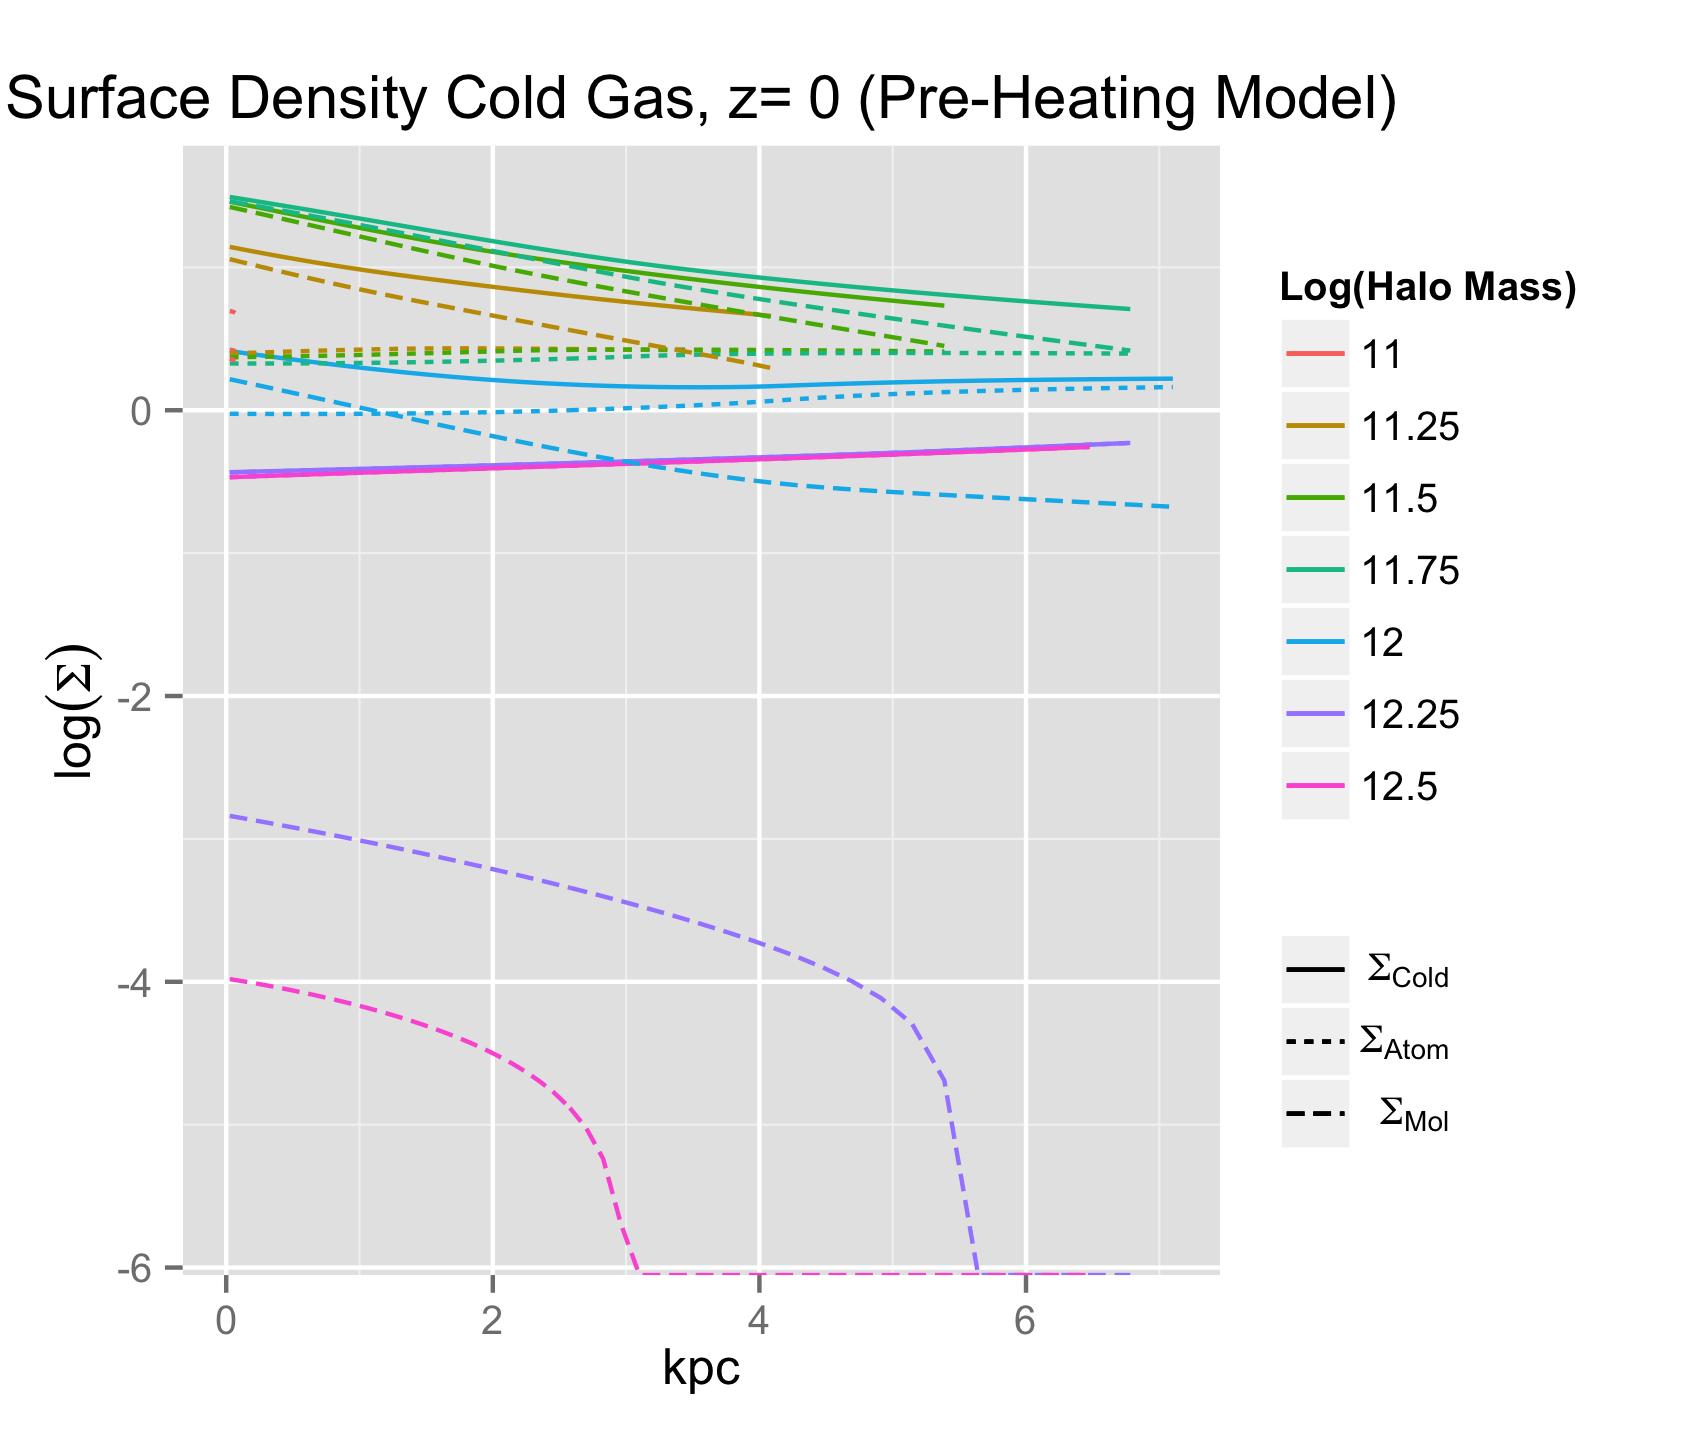 Surface Density Cold Gas, z= 0 (Pre-Heating Model)
log(Σ)
0
-2
-4
-6
0 2 4 6
kpc
Log(Halo Mass)
11
11.25
11.5
11.75
12
12.25
12.5
ΣCold
ΣAtom
ΣMol